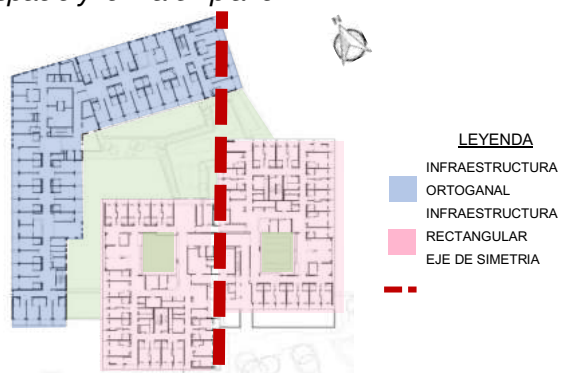 LEYENDA
INFRAESTRUCTURA
ORTOGANAL
INFRAESTRUCTURA
RECTANGULAR
EJE DE SIMETRIA